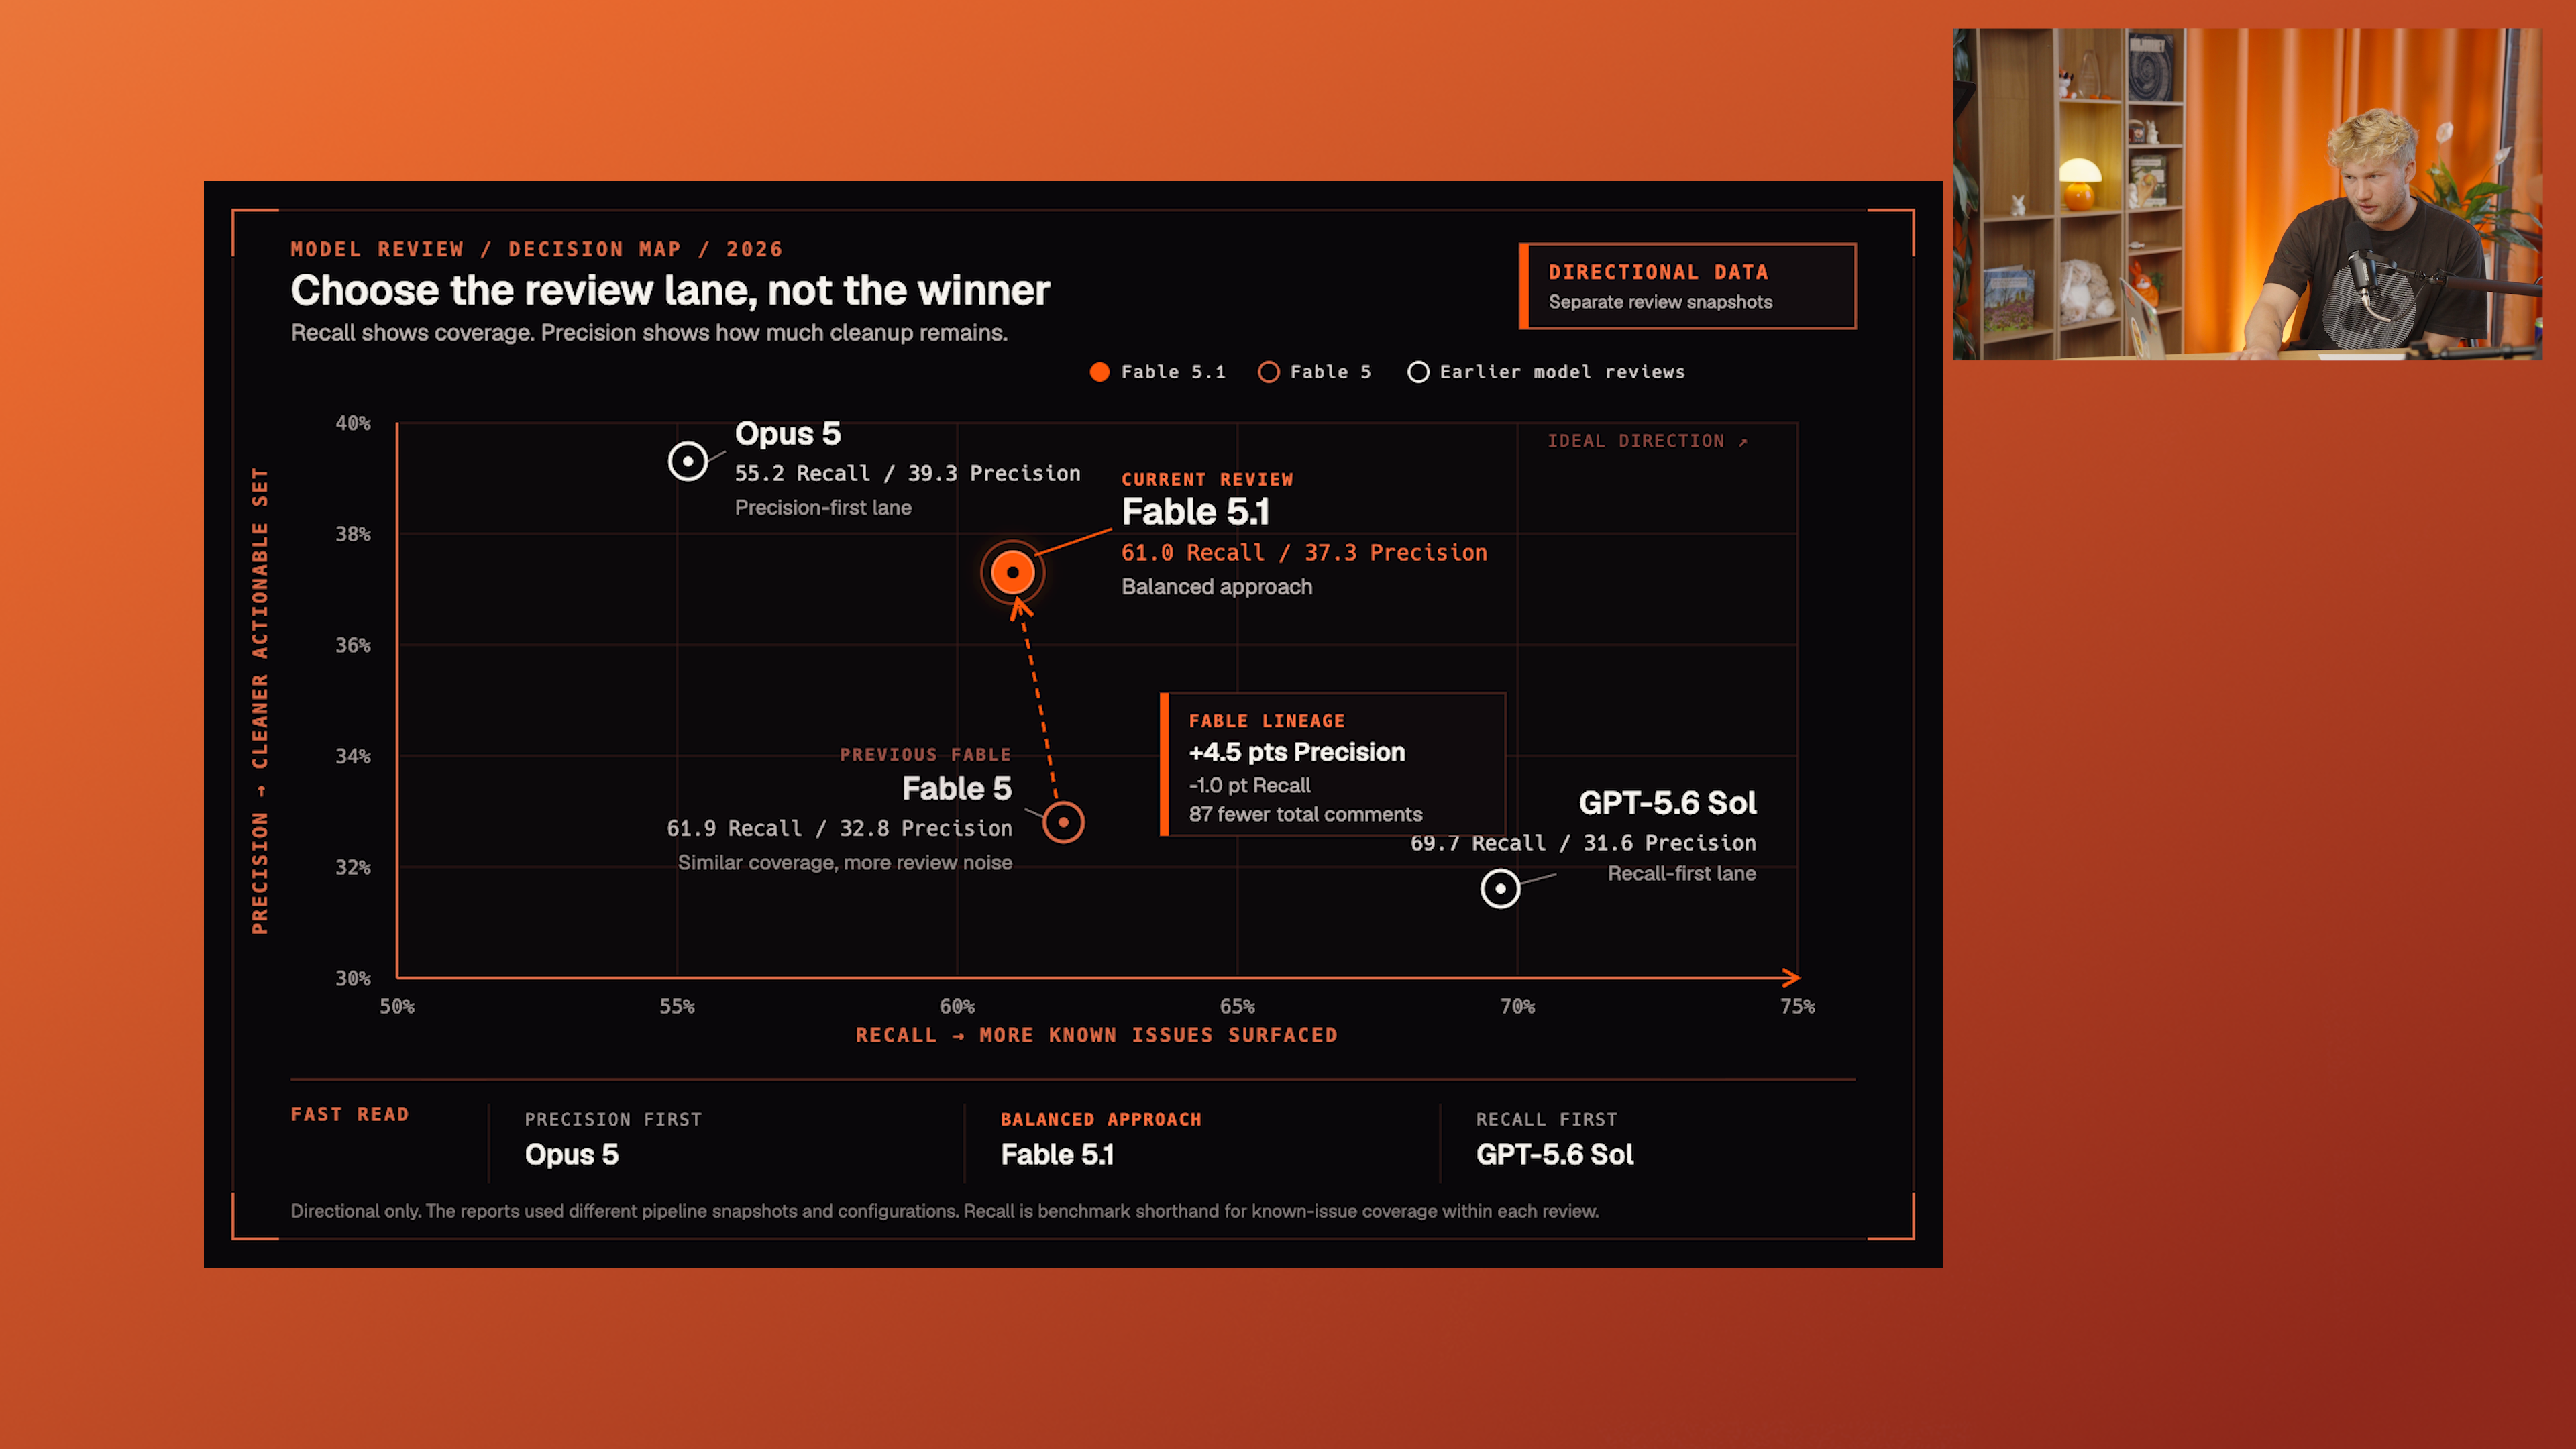 MODEL REVIEW / DECISION MAP / 2026
Choose the review lane, not the winner
Recall shows coverage. Precision shows how much cleanup remains.
DIRECTIONAL DATA
Separate review snapshots
Fable 5.1
Fable 5
Earlier model reviews
PRECISION → CLEANER ACTIONABLE SET
40%
38%
36%
34%
32%
30%
IDEAL DIRECTION ↗
Opus 5
55.2 Recall / 39.3 Precision
Precision-first lane
CURRENT REVIEW
Fable 5.1
61.0 Recall / 37.3 Precision
Balanced approach
PREVIOUS FABLE
Fable 5
61.9 Recall / 32.8 Precision
Similar coverage, more review noise
FABLE LINEAGE
+4.5 pts Precision
-1.0 pt Recall
87 fewer total comments
GPT-5.6 Sol
69.7 Recall / 31.6 Precision
Recall-first lane
50%
55%
60%
65%
70%
75%
RECALL → MORE KNOWN ISSUES SURFACED
FAST READ
PRECISION FIRST
Opus 5
BALANCED APPROACH
Fable 5.1
RECALL FIRST
GPT-5.6 Sol
Directional only. The reports used different pipeline snapshots and configurations. Recall is benchmark shorthand for known-issue coverage within each review.